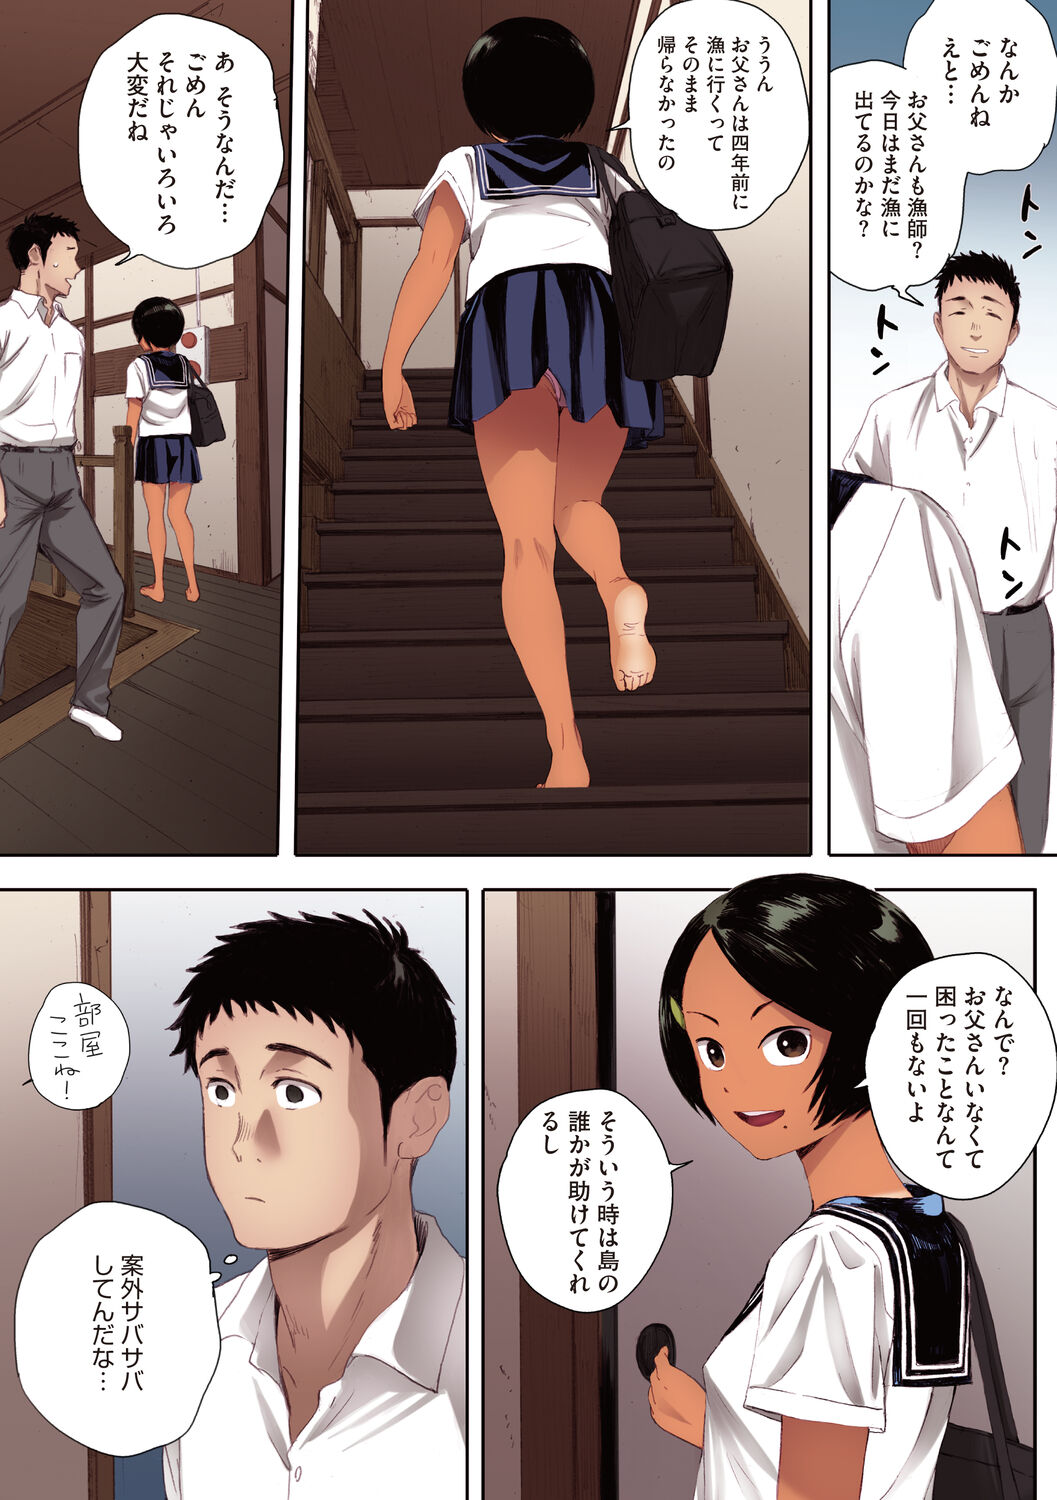 なんか
ごめんね
えと…
お父さんも漁師？
今日はまだ漁に
出てるのかな？
トン
トン
トン
ううん
お父さんは四年前に
漁に行くって
そのまま
帰らなかったの
あ そうなんだ…
ごめん
それじゃいろいろ
大変だね
なんで？
お父さんいなくて
困ったことなんて
一回もないよ
そういう時は島の
誰かが助けてくれ
るし
部屋
ここね！
案外サバサバ
してんだな…